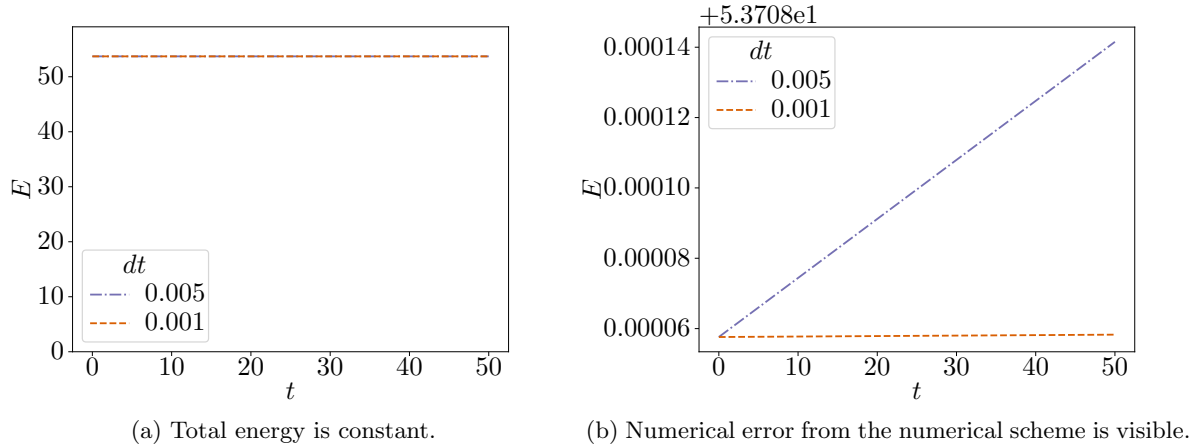 50
40
30
20
10
0
E
dt
0.005
0.001
0 10 20 30 40 50
t
(a) Total energy is constant.
+5.3708e1
0.00014
0.00012
0.00010
0.00008
0.00006
E
dt
0.005
0.001
0 10 20 30 40 50
t
(b) Numerical error from the numerical scheme is visible.